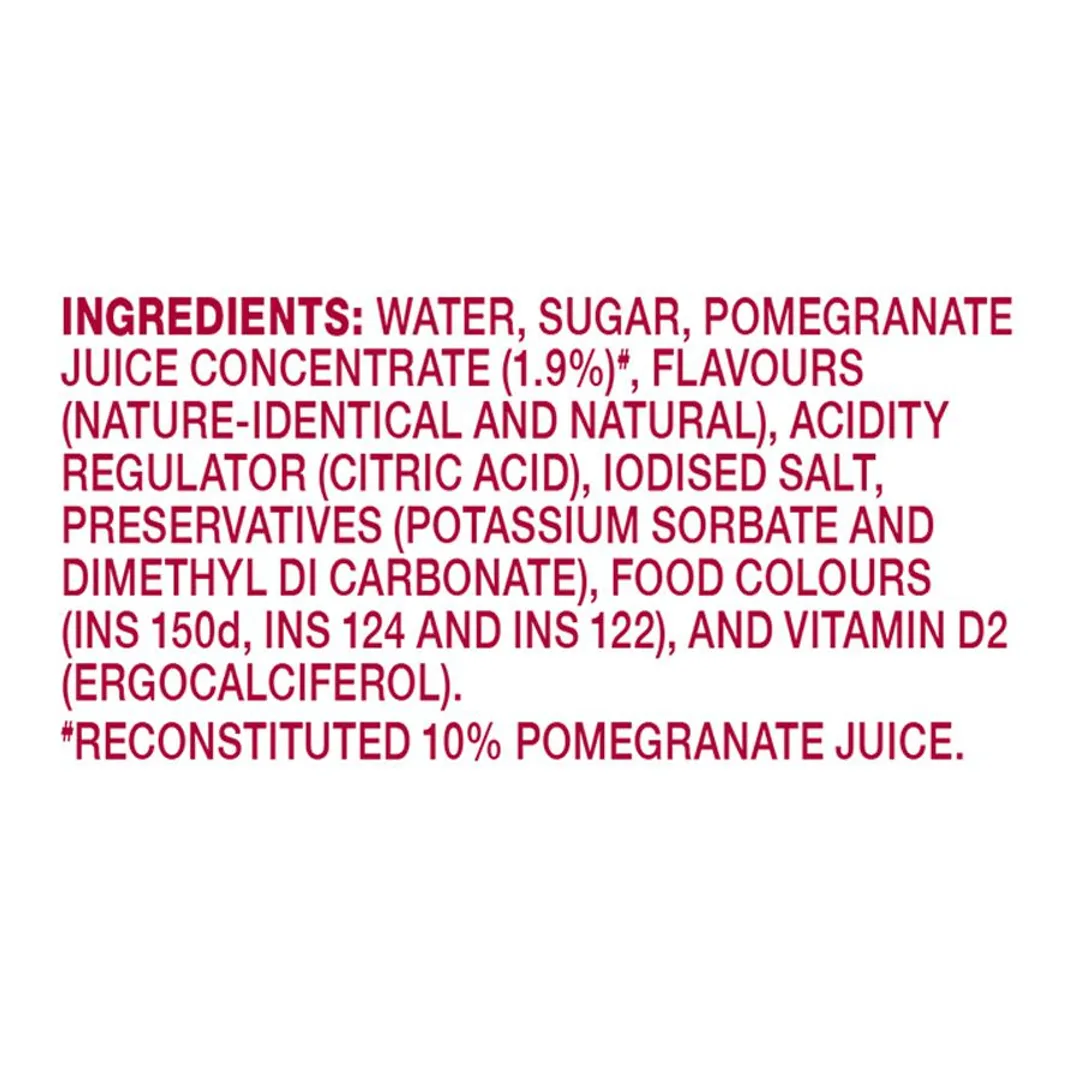 INGREDIENTS: WATER, SUGAR, POMEGRANATE
JUICE CONCENTRATE (1.9%)#, FLAVOURS
(NATURE-IDENTICAL AND NATURAL), ACIDITY
REGULATOR (CITRIC ACID), IODISED SALT,
PRESERVATIVES (POTASSIUM SORBATE AND
DIMETHYL DI CARBONATE), FOOD COLOURS
(INS 150d, INS 124 AND INS 122), AND VITAMIN D2
(ERGOCALCIFEROL).
#RECONSTITUTED 10% POMEGRANATE JUICE.